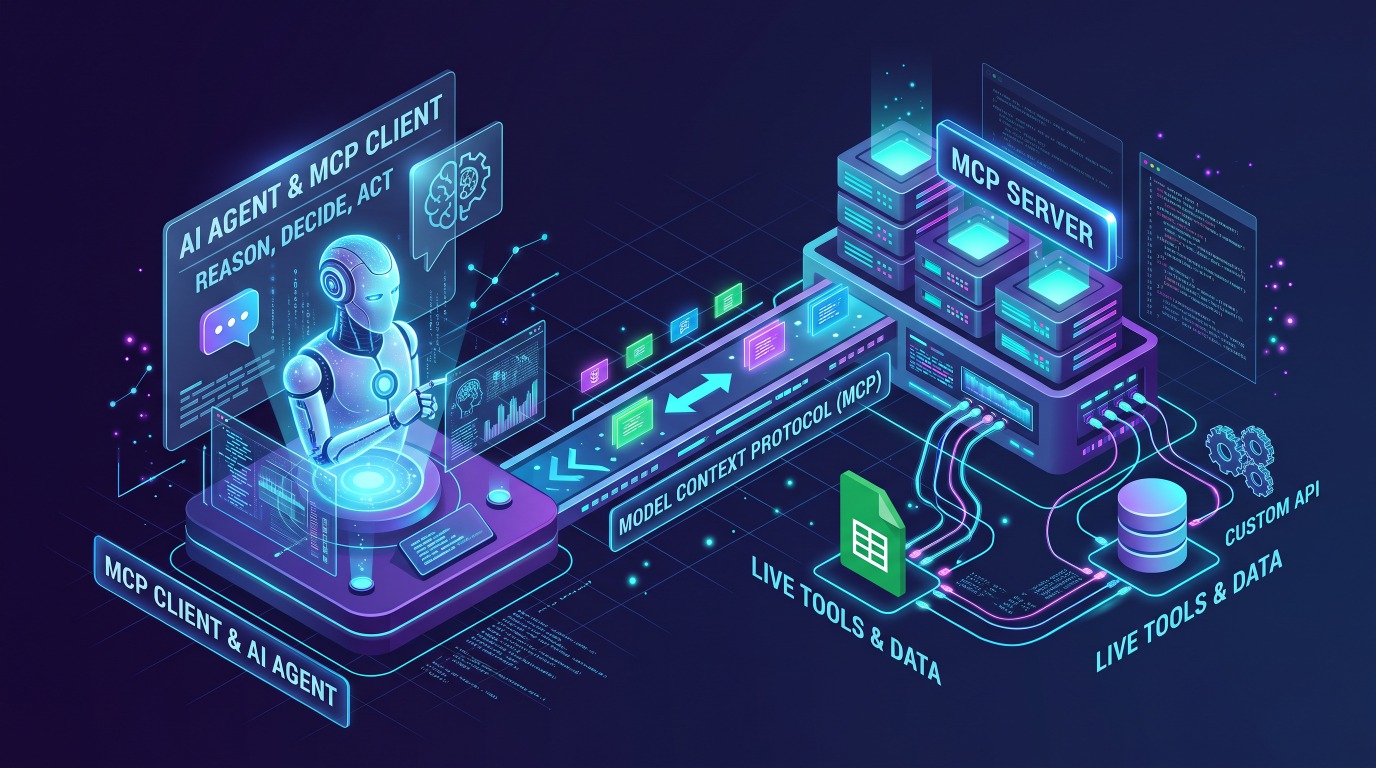 AI AGENT & MCP CLIENT
REASON, DECIDE, ACT
MCP SERVER
MODEL CONTEXT PROTOCOL (MCP)
MCP CLIENT & AI AGENT
LIVE TOOLS & DATA
CUSTOM API
LIVE TOOLS & DATA